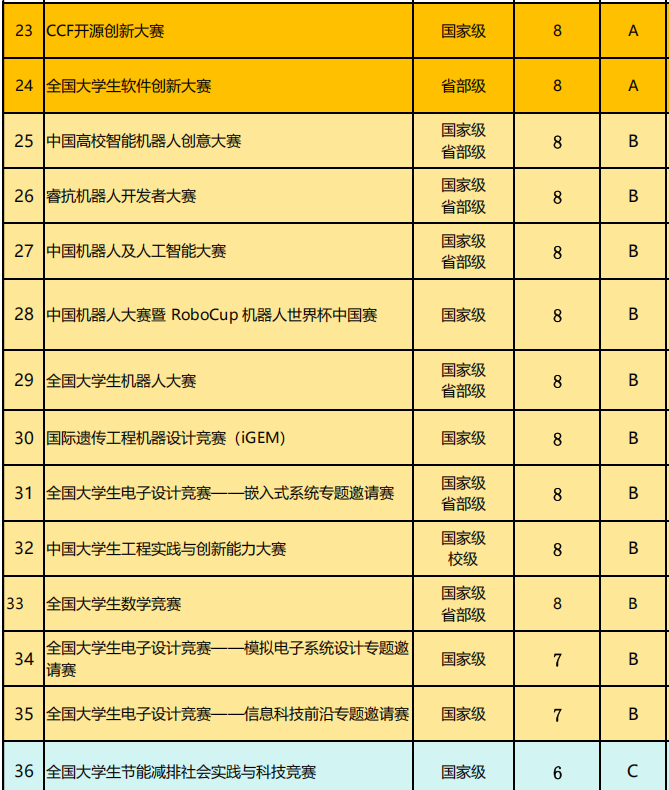 23 CCF开源创新大赛 国家级 8 A
24 全国大学生软件创新大赛 省部级 8 A
25 中国高校智能机器人创意大赛 国家级 8 B
省部级
26 睿抗机器人开发者大赛 国家级 8 B
省部级
27 中国机器人及人工智能大赛 国家级 8 B
省部级
28 中国机器人大赛暨 RoboCup 机器人世界杯中国赛 国家级 8 B
29 全国大学生机器人大赛 国家级 8 B
省部级
30 国际遗传工程机器设计竞赛（iGEM） 国家级 8 B
31 全国大学生电子设计竞赛——嵌入式系统专题邀请赛 国家级 8 B
省部级
32 中国大学生工程实践与创新能力大赛 国家级 8 B
校级
33 全国大学生数学竞赛 国家级 8 B
省部级
34 全国大学生电子设计竞赛——模拟电子系统设计专题邀 国家级 7 B
请赛
35 全国大学生电子设计竞赛——信息科技前沿专题邀请赛 国家级 7 B
36 全国大学生节能减排社会实践与科技竞赛 国家级 6 C